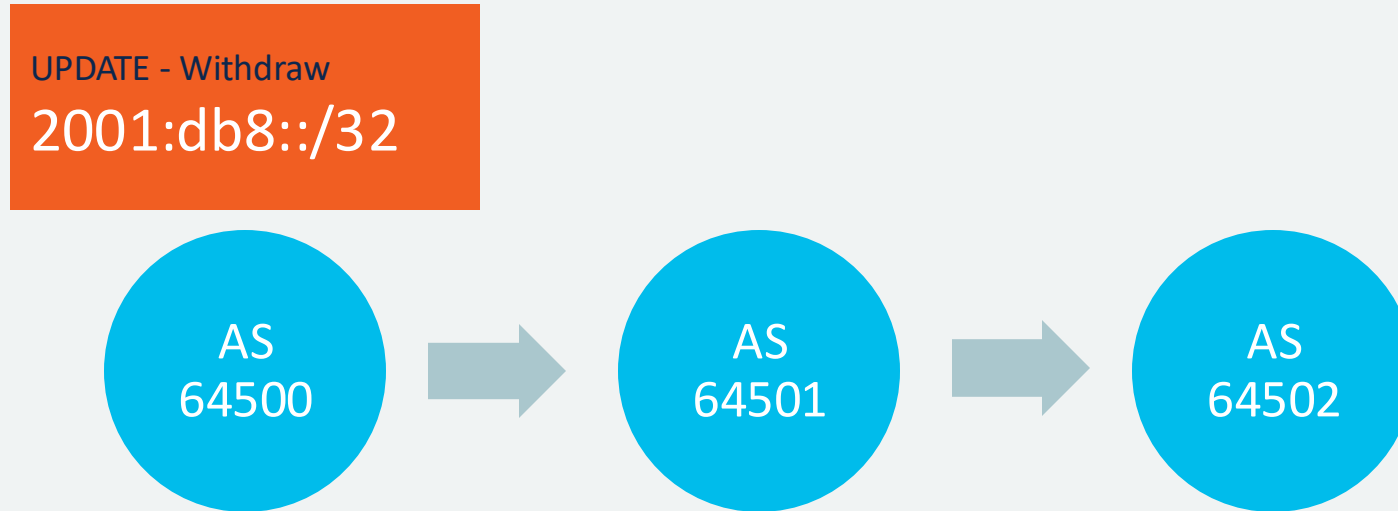 UPDATE - Withdraw
2001:db8::/32
AS
64500
AS
64501
AS
64502